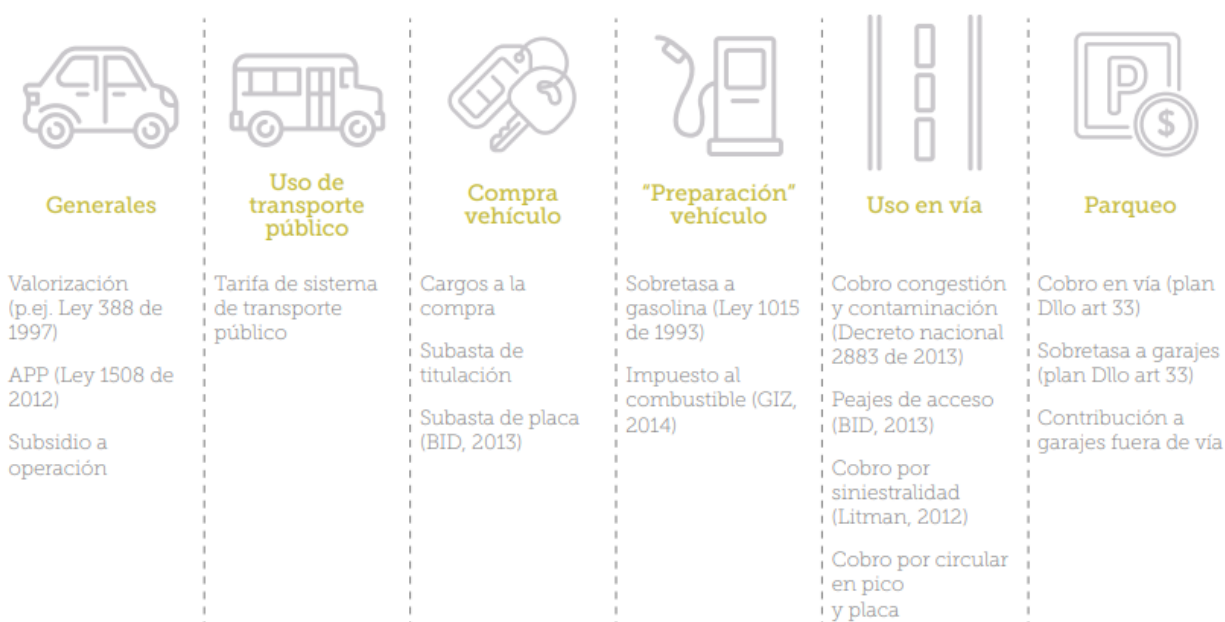 Generales
Valorización
(p.ej. Ley 388 de
1997)
APP (Ley 1508 de
2012)
Subsidio a
operación
Uso de
transporte
público
Tarifa de sistema
de transporte
público
Compra
vehículo
Cargos a la
compra
Subasta de
titulación
Subasta de placa
(BID, 2013)
"Preparación"
vehículo
Sobretasa a
gasolina (Ley 1015
de 1993)
Impuesto al
combustible (GIZ,
2014)
Uso en vía
Cobro congestión
y contaminación
(Decreto nacional
2883 de 2013)
Peajes de acceso
(BID, 2013)
Cobro por
siniestralidad
(Litman, 2012)
Cobro por circular
en pico
y placa
P
$
Parqueo
Cobro en vía (plan
Dllo art 33)
Sobretasa a garajes
(plan Dllo art 33)
Contribución a
garajes fuera de vía